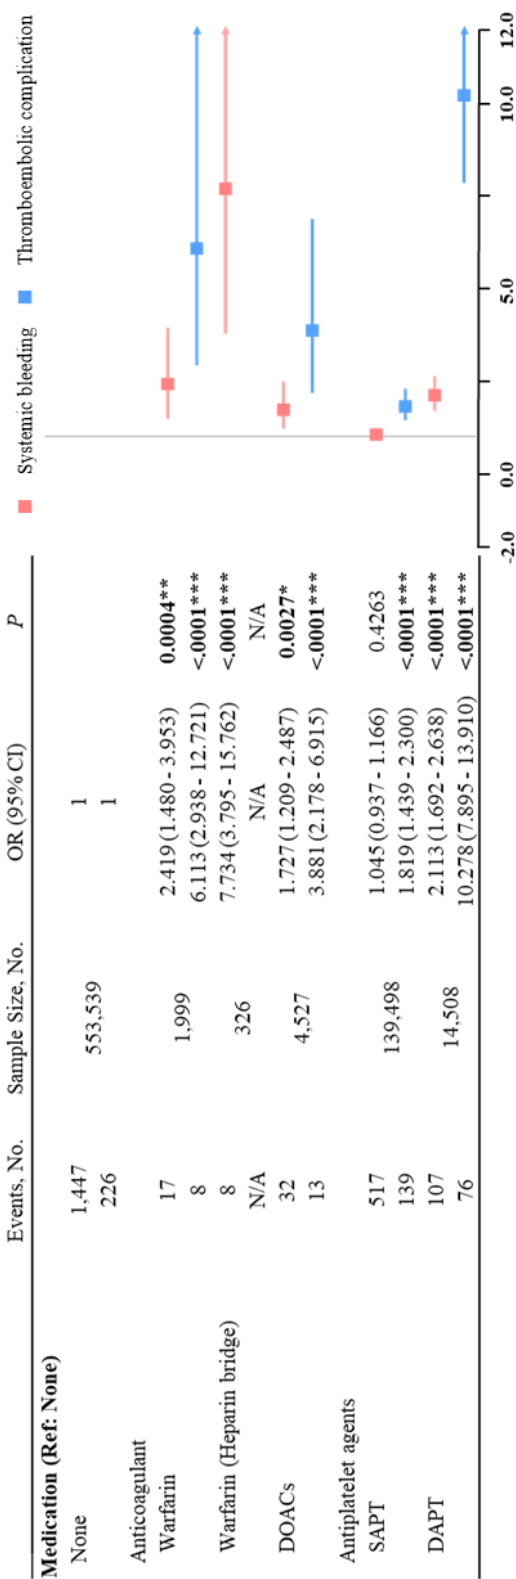 Systemic bleeding Thromboembolic complication
Events, No. Sample Size, No. OR (95% CI) P
Medication (Ref: None)
None 1,447 553,539 1
226 1
Anticoagulant
Warfarin 17 1,999 2.419 (1.480 - 3.953) 0.0004**
8 6.113 (2.938 - 12.721) <.0001***
Warfarin (Heparin bridge) 8 326 7.734 (3.795 - 15.762) <.0001***
N/A N/A N/A
DOACs 32 4,527 1.727 (1.209 - 2.487) 0.0027*
13 3.881 (2.178 - 6.915) <.0001***
Antiplatelet agents
SAPT 517 139,498 1.045 (0.937 - 1.166) 0.4263
139 1.819 (1.439 - 2.300) <.0001***
DAPT 107 14,508 2.113 (1.692 - 2.638) <.0001***
76 10.278 (7.895 - 13.910) <.0001***
-2.0 0.0 5.0 10.0 12.0